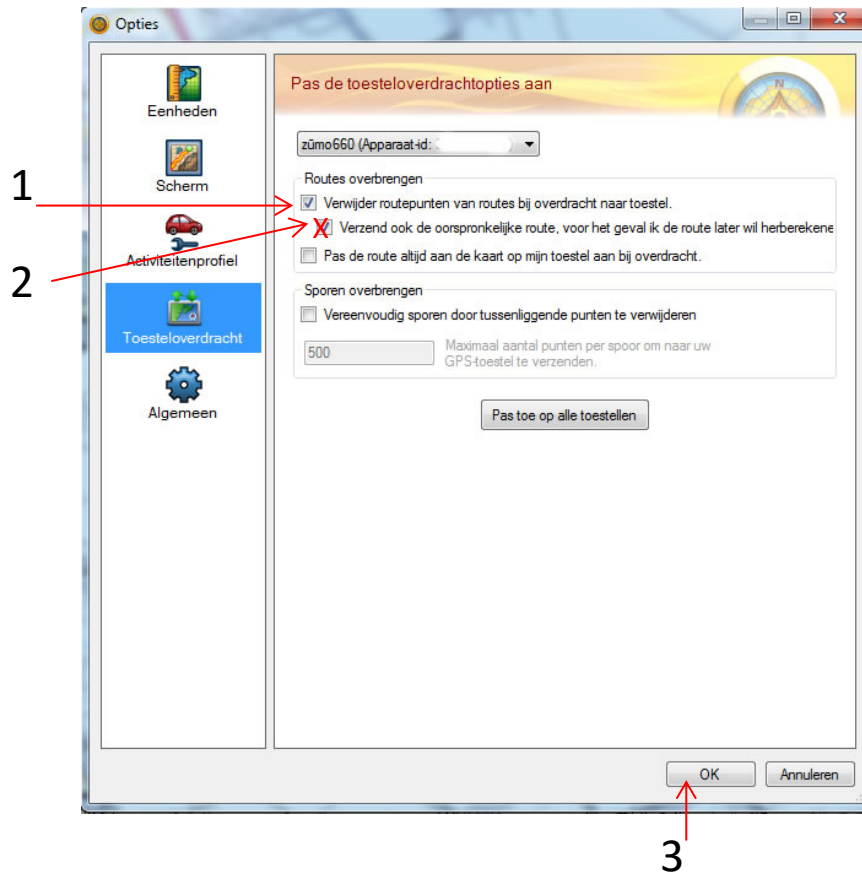 Opties
Eenheden
Scherm
Activiteitenprofiel
Toesteloverdracht
Algemeen
Pas de toesteloverdrachtopties aan
N
zūmo660 (Apparaat-id: )
Routes overbrengen
Verwijder routepunten van routes bij overdracht naar toestel.
X Verzend ook de oorspronkelijke route, voor het geval ik de route later wil herberekene
Pas de route altijd aan de kaart op mijn toestel aan bij overdracht.
Sporen overbrengen
Vereenvoudig sporen door tussenliggende punten te verwijderen
500
Maximaal aantal punten per spoor om naar uw
GPS-toestel te verzenden.
Pas toe op alle toestellen
OK
Annuleren
1
2
3